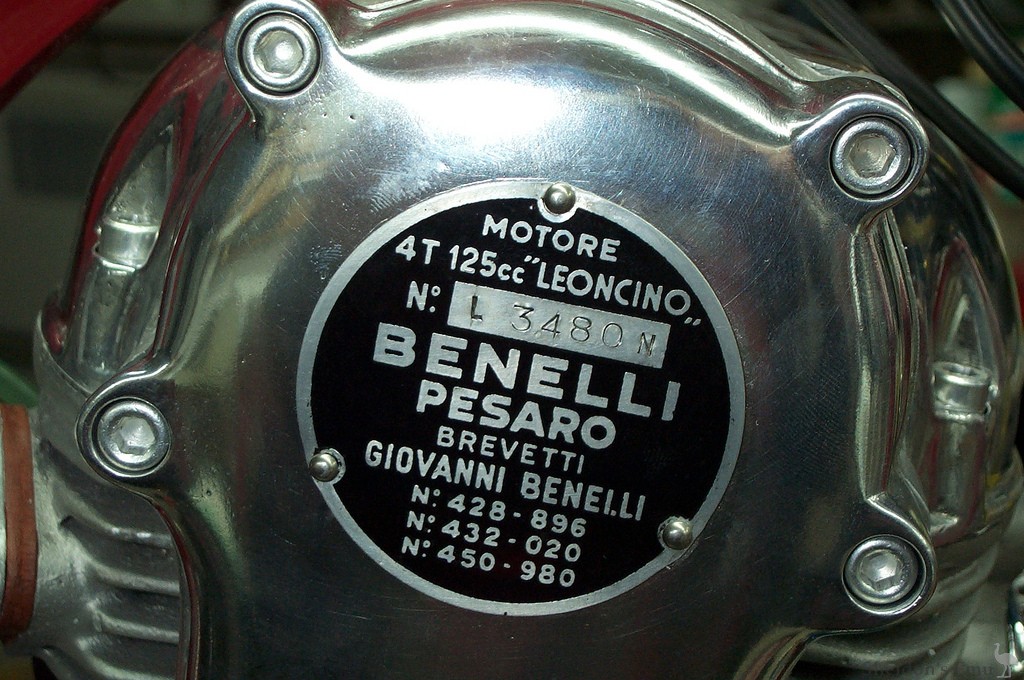 MOTORE
4T 125cc "LEONCINO"
N° L 3480 N
BENELLI
PESARO
BREVETTI
GIOVANNI BENELLI
N° 428-896
N° 432-020
N° 450-980